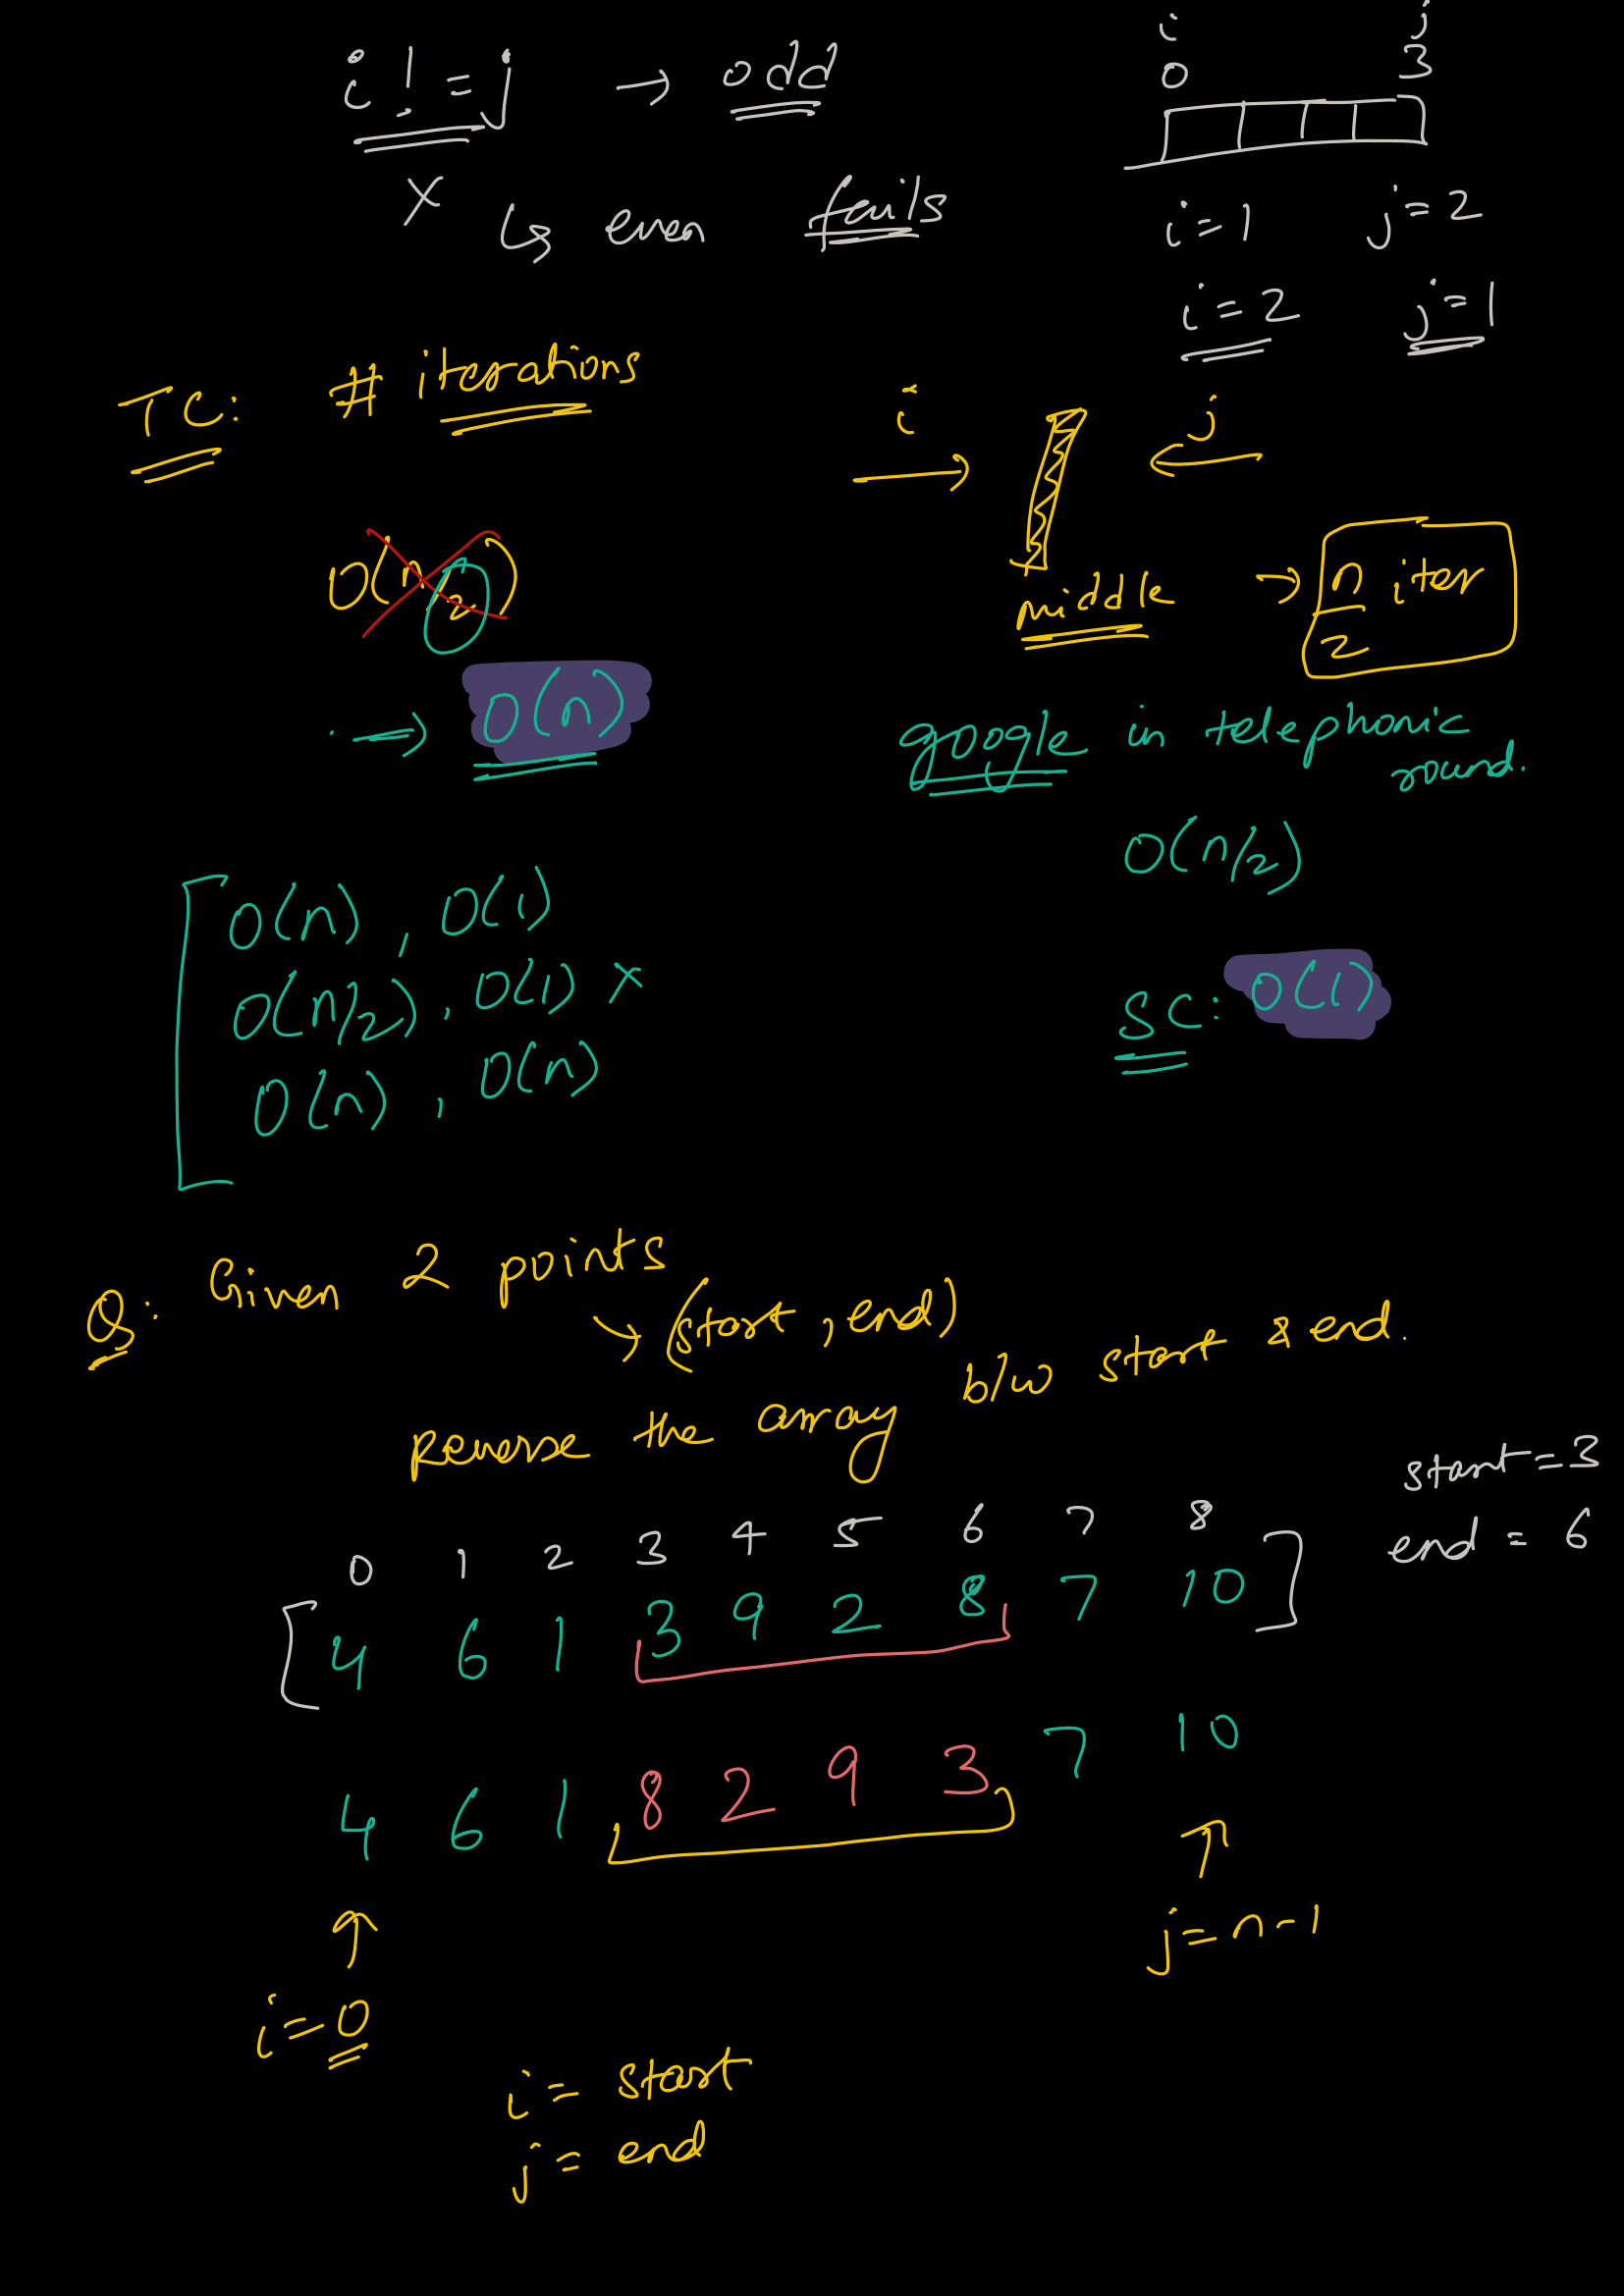 i != j → odd
x ↳ even fails
i j
0 3
i=1 j=2
i=2 j=1
TC: # iterations
i j
middle → n/2 iter
O(n/2)
⇒ O(n)
google in telephonic
round.
O(n/2)
O(n), O(1)
O(n/2), O(1) x
O(n), O(n)
SC: O(1)
Q: Given 2 points
↳ (start, end)
Reverse the array b/w start & end.
start=3
end = 6
0 1 2 3 4 5 6 7 8
[4 6 1 3 9 2 8 7 10]
4 6 1 8 2 9 3 7 10
j=n-1
i=0
i= start
j= end